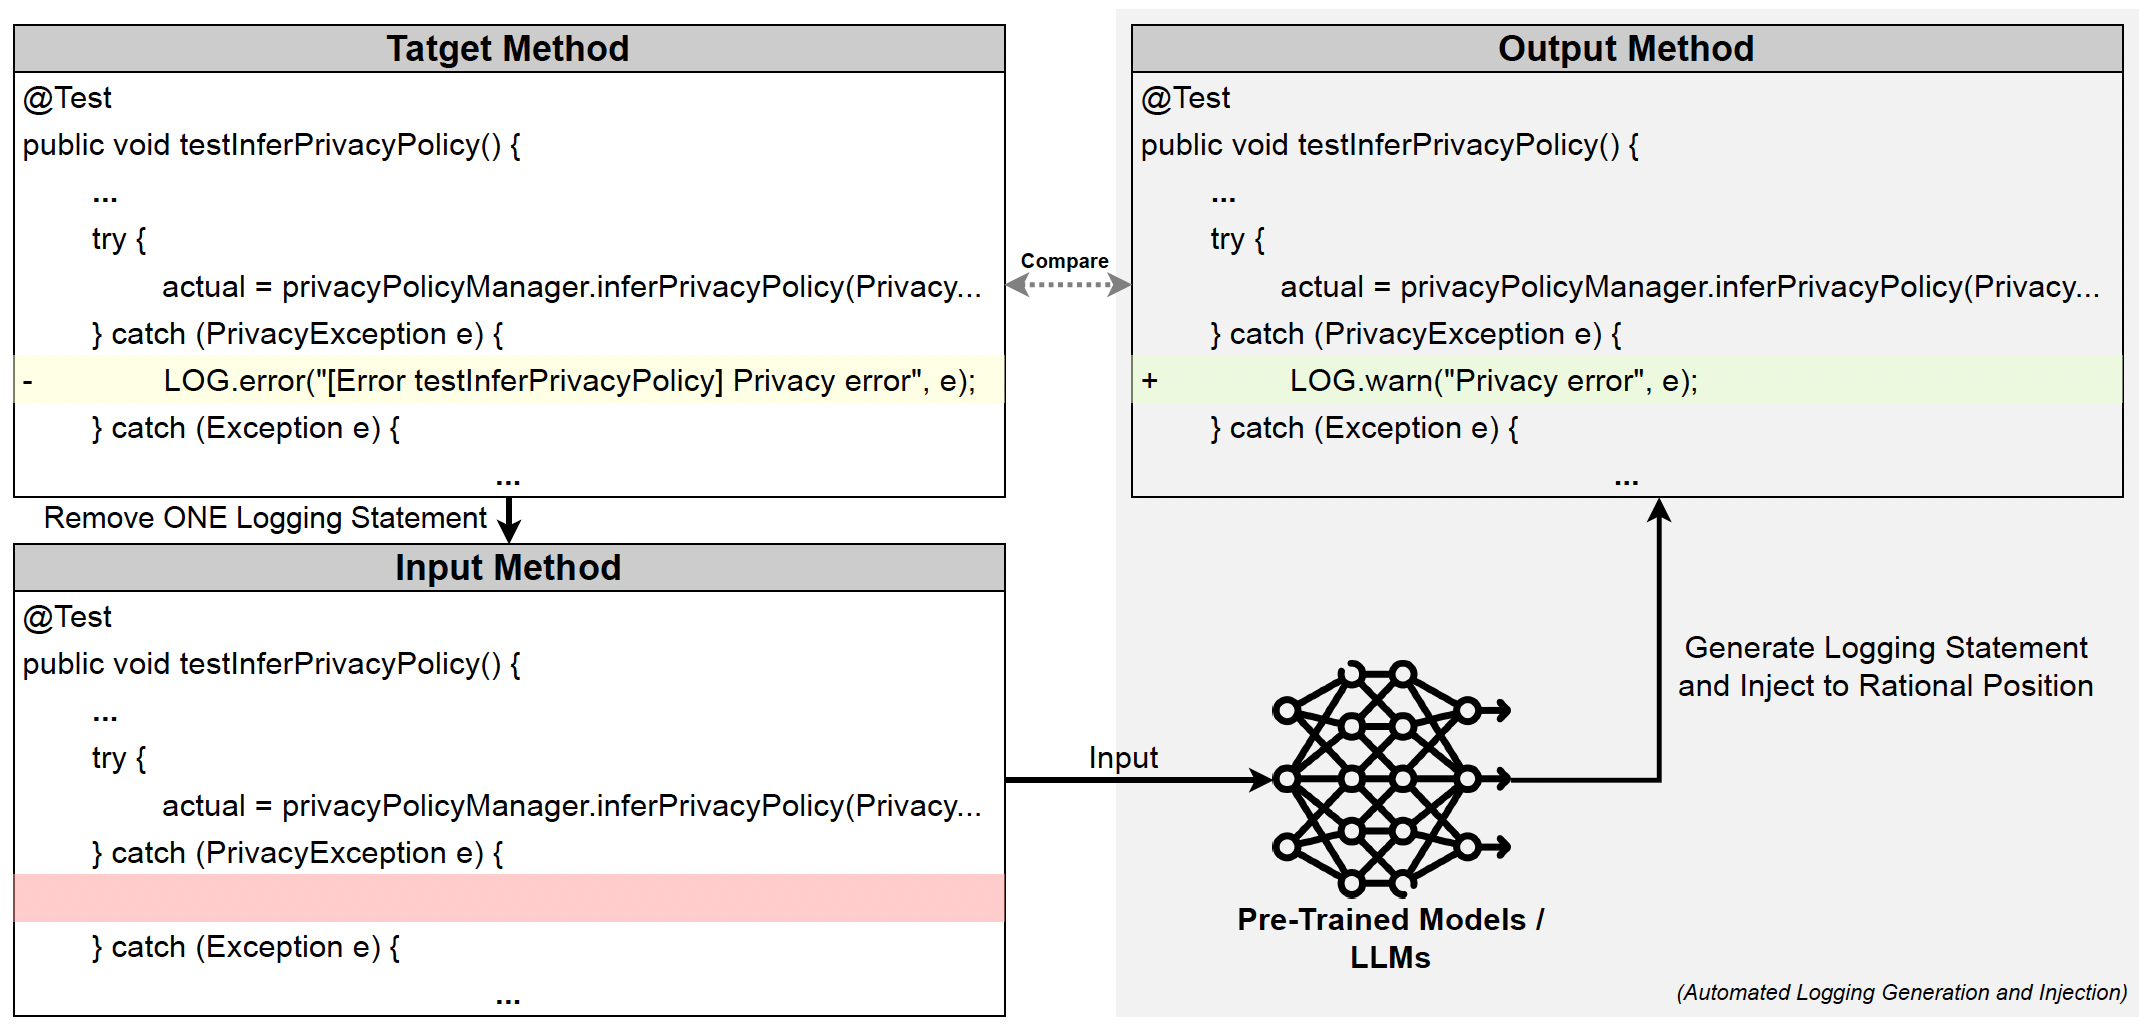 Tatget Method
@Test
public void testInferPrivacyPolicy() {
...
try {
actual = privacyPolicyManager.inferPrivacyPolicy(Privacy...
} catch (PrivacyException e) {
- LOG.error("[Error testInferPrivacyPolicy] Privacy error", e);
} catch (Exception e) {
...
Remove ONE Logging Statement
Input Method
@Test
public void testInferPrivacyPolicy() {
...
try {
actual = privacyPolicyManager.inferPrivacyPolicy(Privacy...
} catch (PrivacyException e) {
} catch (Exception e) {
...
Compare
Input
Output Method
@Test
public void testInferPrivacyPolicy() {
...
try {
actual = privacyPolicyManager.inferPrivacyPolicy(Privacy...
} catch (PrivacyException e) {
+ LOG.warn("Privacy error", e);
} catch (Exception e) {
...
Generate Logging Statement
and Inject to Rational Position
Pre-Trained Models /
LLMs
(Automated Logging Generation and Injection)